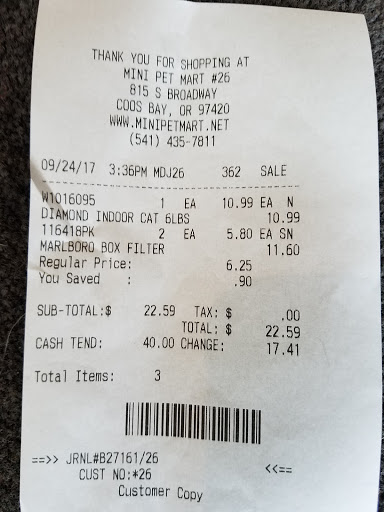 THANK YOU FOR SHOPPING AT
MINI PET MART #26
815 S BROADWAY
COOS BAY, OR 97420
WWW.MINIPETMART.NET
(541) 435-7811
09/24/17 3:36PM MDJ26 362 SALE
W1016095 1 EA 10.99 EA N
DIAMOND INDOOR CAT 6LBS 10.99
116418PK 2 EA 5.80 EA SN
MARLBORO BOX FILTER 11.60
Regular Price: 6.25
You Saved : .90
SUB-TOTAL:$ 22.59 TAX: $ .00
TOTAL: $ 22.59
CASH TEND: 40.00 CHANGE: 17.41
Total Items: 3
==>> JRNL#B27161/26 <<==
CUST NO:*26
Customer Copy